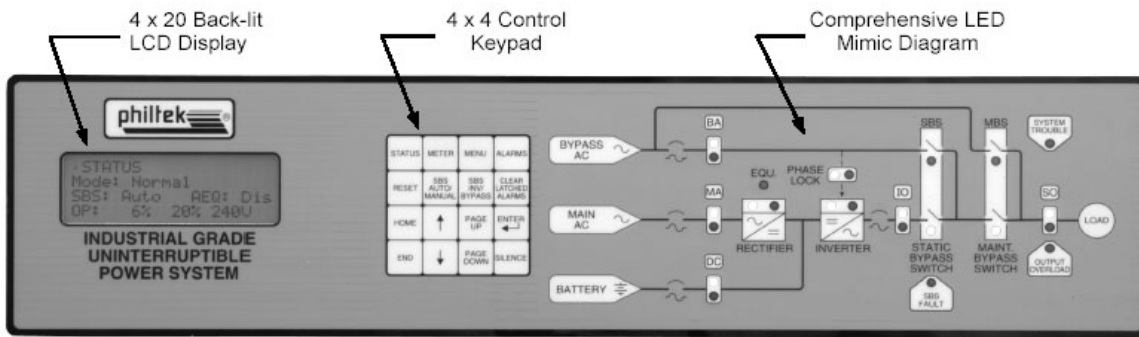 4 x 20 Back-lit
LCD Display
4 x 4 Control
Keypad
Comprehensive LED
Mimic Diagram
philtek ®
·STATUS
Mode: Normal
SBS: Auto AEQ: Dis
OP: 6% 20% 240V
INDUSTRIAL GRADE
UNINTERRUPTIBLE
POWER SYSTEM
STATUS METER MENU ALARMS
RESET
SBS
AUTO/
MANUAL
SBS
INV/
BYPASS
CLEAR
LATCHED
ALARMS
HOME ↑
PAGE
UP
ENTER
↵
END ↓
PAGE
DOWN
SILENCE
BYPASS
AC
BA
SBS
MBS
SYSTEM
TROUBLE
EQU.
PHASE
LOCK
MAIN
AC
MA
RECTIFIER
INVERTER
IO
SO
LOAD
STATIC
BYPASS
SWITCH
MAINT.
BYPASS
SWITCH
OUTPUT
OVERLOAD
BATTERY
DC
SBS
FAULT